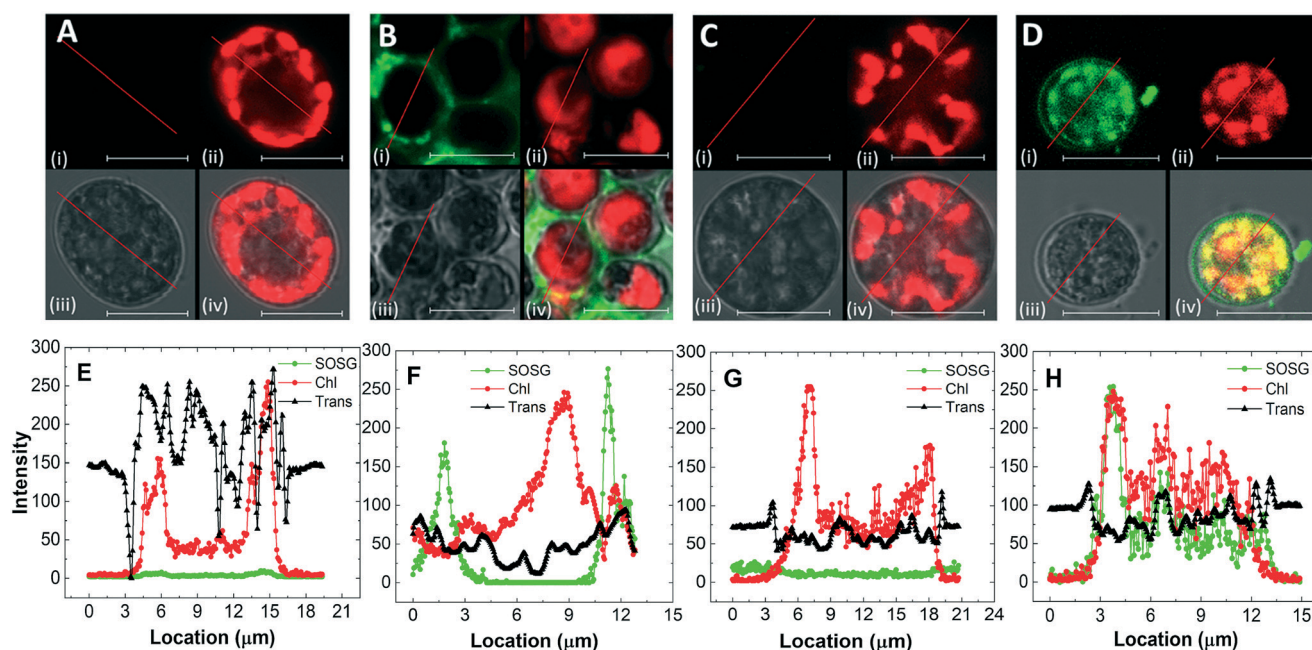 A
(i)
(ii)
(iii)
(iv)
B
(i)
(ii)
(iii)
(iv)
C
(i)
(ii)
(iii)
(iv)
D
(i)
(ii)
(iii)
(iv)
E
SOSG
Chl
Trans
300
250
200
150
100
50
0
Intensity
0 3 6 9 12 15 18 21
Location (μm)
F
SOSG
Chl
Trans
300
250
200
150
100
50
0
0 3 6 9 12 15
Location (μm)
G
SOSG
Chl
Trans
300
250
200
150
100
50
0
0 3 6 9 12 15 18 21 24
Location (μm)
H
SOSG
Chl
Trans
300
250
200
150
100
50
0
0 3 6 9 12 15
Location (μm)